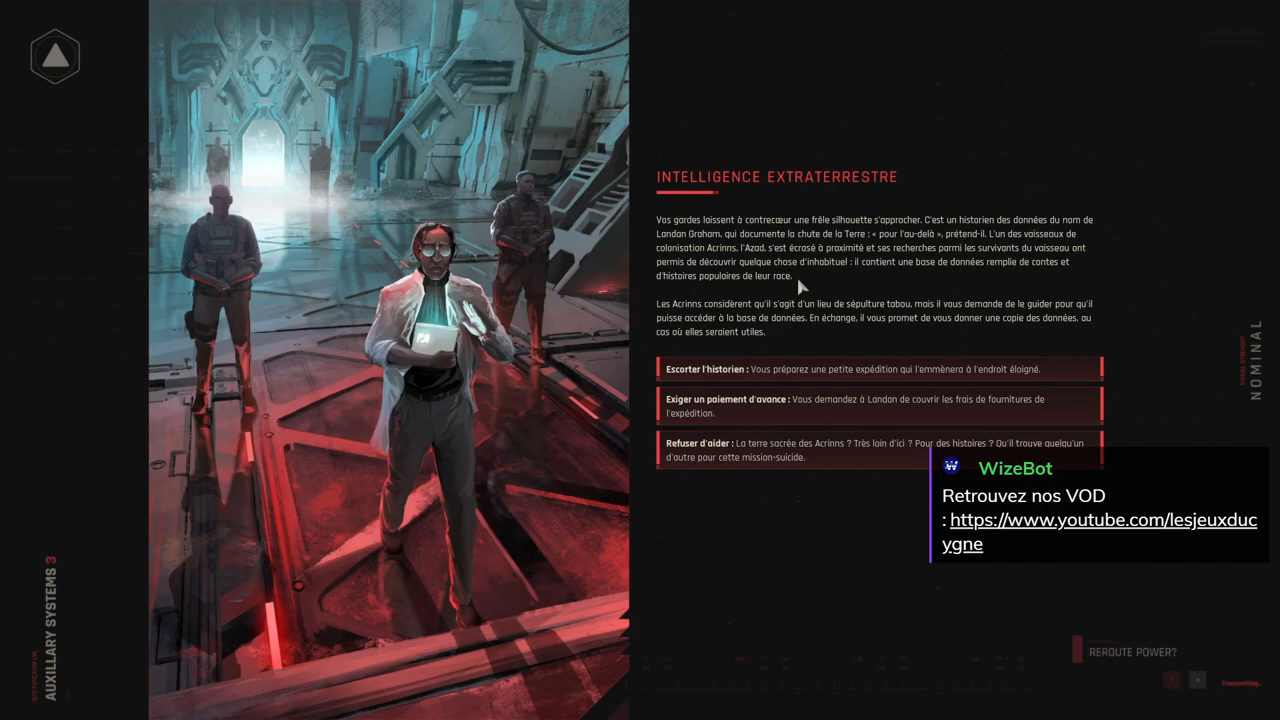 INTELLIGENCE EXTRATERRESTRE
Vos gardes laissent à contrecœur une frêle silhouette s'approcher. C'est un historien des données du nom de
Landan Graham, qui documente la chute de la Terre ; « pour l'au-delà », prétend-il. L'un des vaisseaux de
colonisation Acrinns, l'Azad, s'est écrasé à proximité et ses recherches parmi les survivants du vaisseau ont
permis de découvrir quelque chose d'inhabituel : il contient une base de données remplie de contes et
d'histoires populaires de leur race.
Les Acrinns considèrent qu'il s'agit d'un lieu de sépulture tabou, mais il vous demande de le guider pour qu'il
puisse accéder à la base de données. En échange, il vous promet de vous donner une copie des données, au
cas où elles seraient utiles.
Escorter l'historien : Vous préparez une petite expédition qui l'emmènera à l'endroit éloigné.
Exiger un paiement d'avance : Vous demandez à Landan de couvrir les frais de fournitures de
l'expédition.
Refuser d'aider : La terre sacrée des Acrinns ? Très loin d'ici ? Pour des histoires ? Qu'il trouve quelqu'un
d'autre pour cette mission-suicide.
WizeBot
Retrouvez nos VOD
: https://www.youtube.com/lesjeuxduc
ygne
NOMINAL
AUXILLARY SYSTEMS 3
REROUTE POWER?
Transmitting...